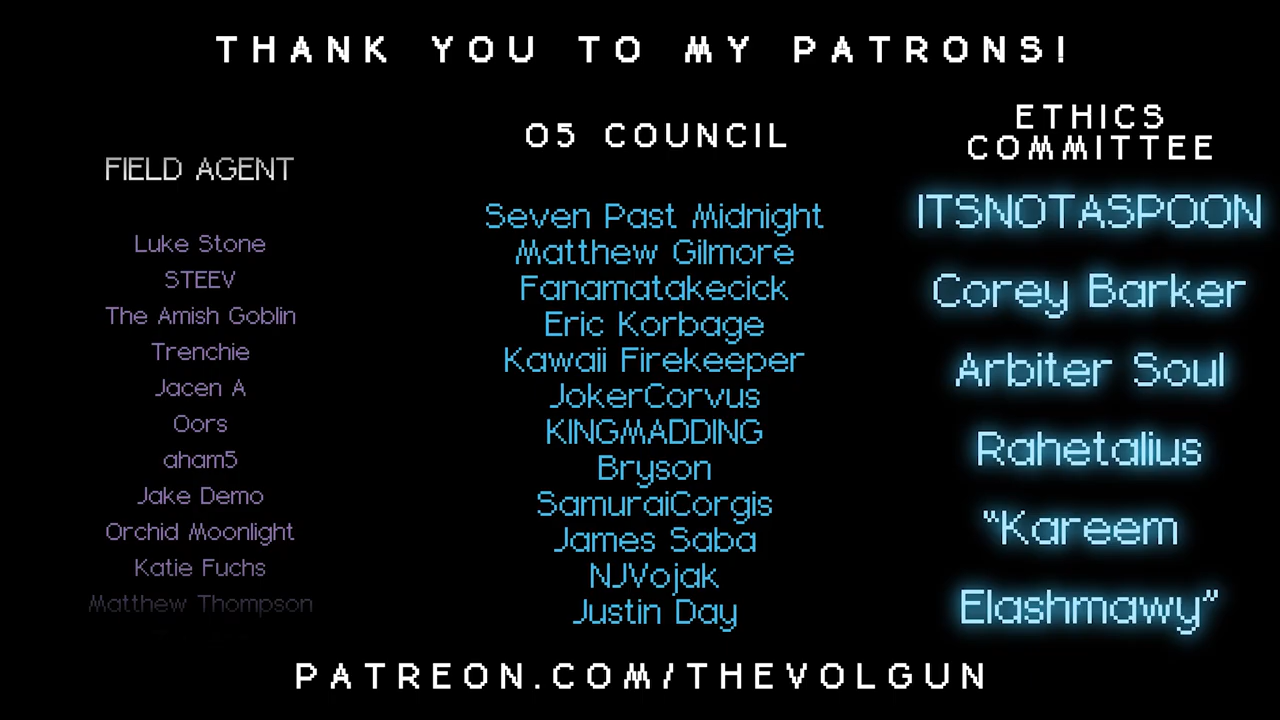 THANK YOU TO MY PATRONS!
FIELD AGENT
Luke Stone
STEEV
The Amish Goblin
Trenchie
Jacen A
Oors
aham5
Jake Demo
Orchid Moonlight
Katie Fuchs
Matthew Thompson
O5 COUNCIL
Seven Past Midnight
Matthew Gilmore
Fanamatakecick
Eric Korbage
Kawaii Firekeeper
JokerCorvus
KINGMADDING
Bryson
SamuraiCorgis
James Saba
NJVojak
Justin Day
ETHICS
COMMITTEE
ITSNOTASPOON
Corey Barker
Arbiter Soul
Rahetalius
"Kareem
Elashmawy"
PATREON.COM/THEVOLGUN